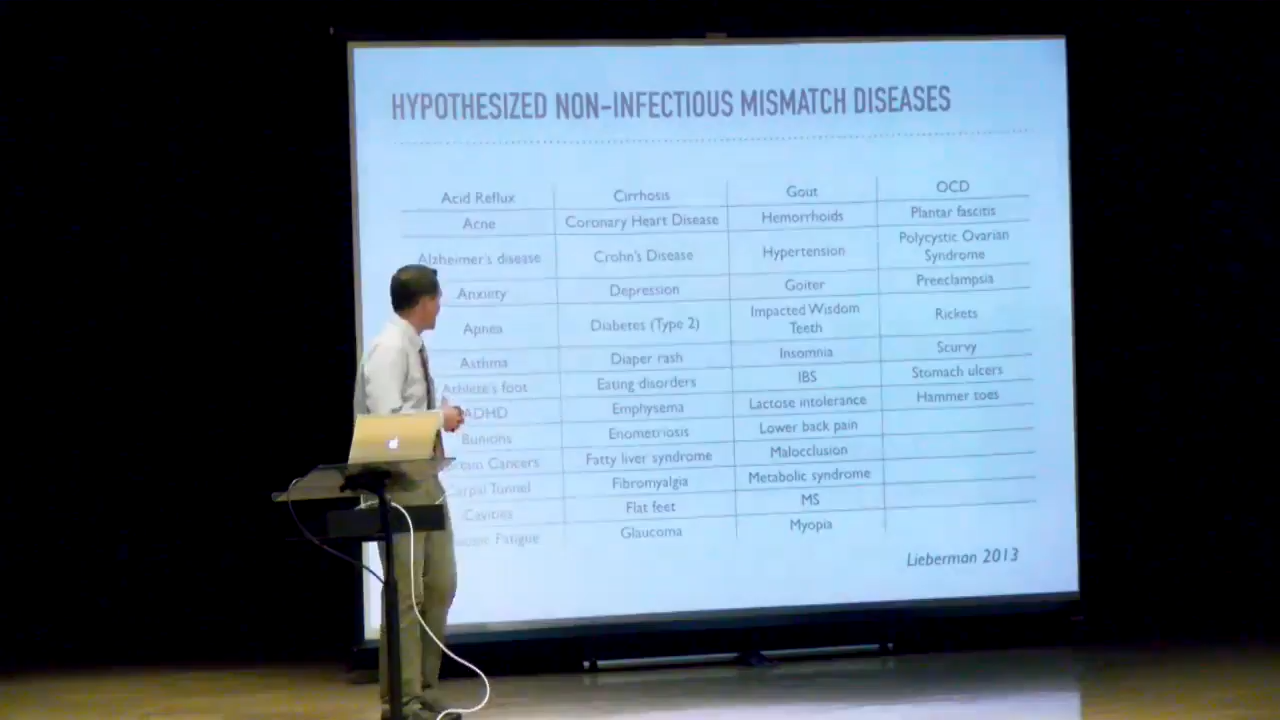 HYPOTHESIZED NON-INFECTIOUS MISMATCH DISEASES
Acid Reflux Cirrhosis Gout OCD
Acne Coronary Heart Disease Hemorrhoids Plantar fascitis
Alzheimer's disease Crohn's Disease Hypertension Polycystic Ovarian
Syndrome
Anxiety Depression Goiter Preeclampsia
Apnea Diabetes (Type 2) Impacted Wisdom
Teeth Rickets
Asthma Diaper rash Insomnia Scurvy
Athlete's foot Eating disorders IBS Stomach ulcers
ADHD Emphysema Lactose intolerance Hammer toes
Bunions Enometriosis Lower back pain
Cancers Fatty liver syndrome Malocclusion
Tunnel Fibromyalgia Metabolic syndrome
Cavities Flat feet MS
Fatigue Glaucoma Myopia
Lieberman 2013